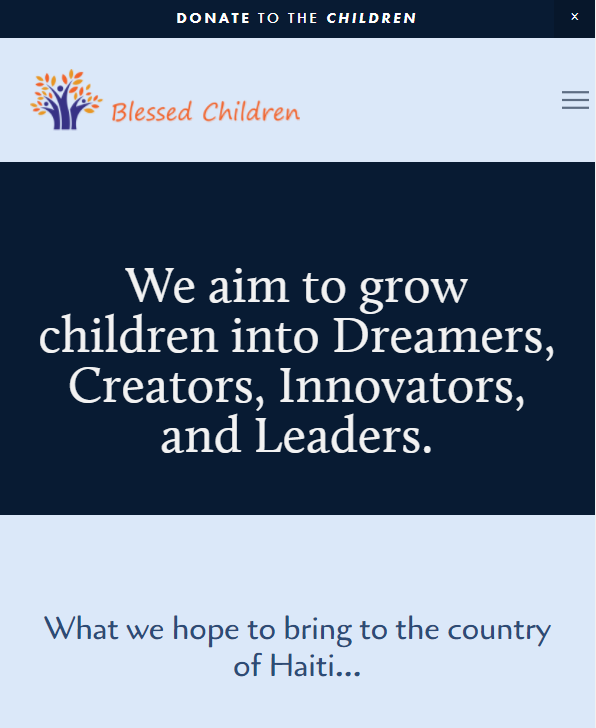 DONATE TO THE CHILDREN
×
Blessed Children
We aim to grow
children into Dreamers,
Creators, Innovators,
and Leaders.
What we hope to bring to the country
of Haiti...